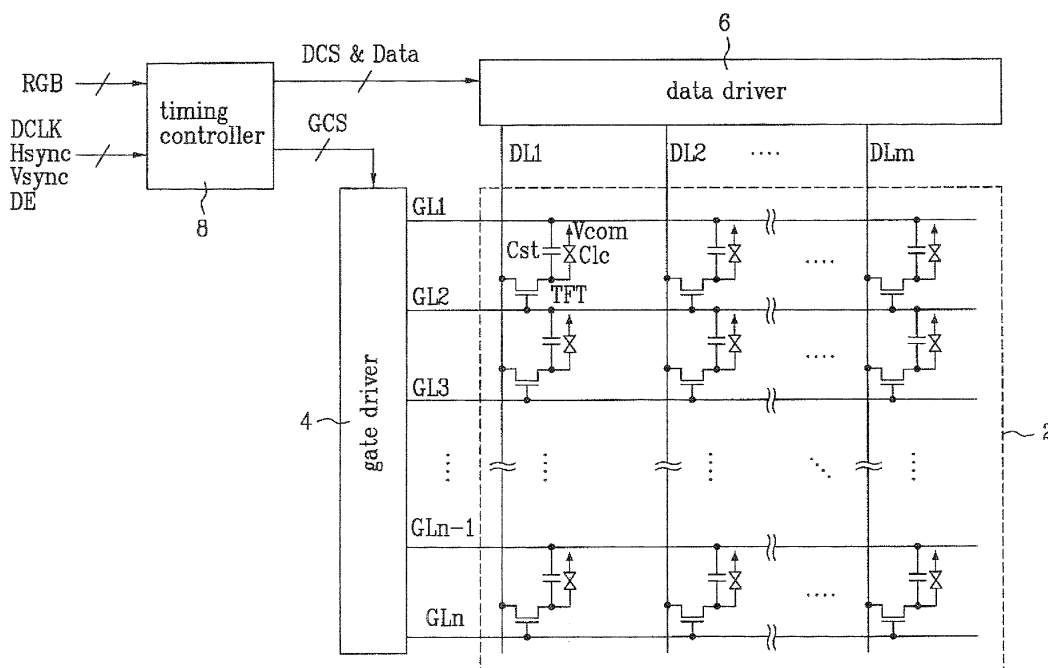 6
DCS & Data
RGB
timing
controller
data driver
DCLK
Hsync
Vsync
DE
GCS
DL1
DL2
....
DLm
8
GL1
Vcom
Cst
Clc
....
GL2
TFT
....
GL3
4
gate driver
2
GLn-1
....
GLn